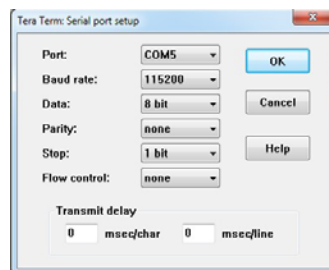 Tera Term: Serial port setup
Port: COM5 OK
Baud rate: 115200
Data: 8 bit Cancel
Parity: none
Stop: 1 bit Help
Flow control: none
Transmit delay
0 msec/char 0 msec/line